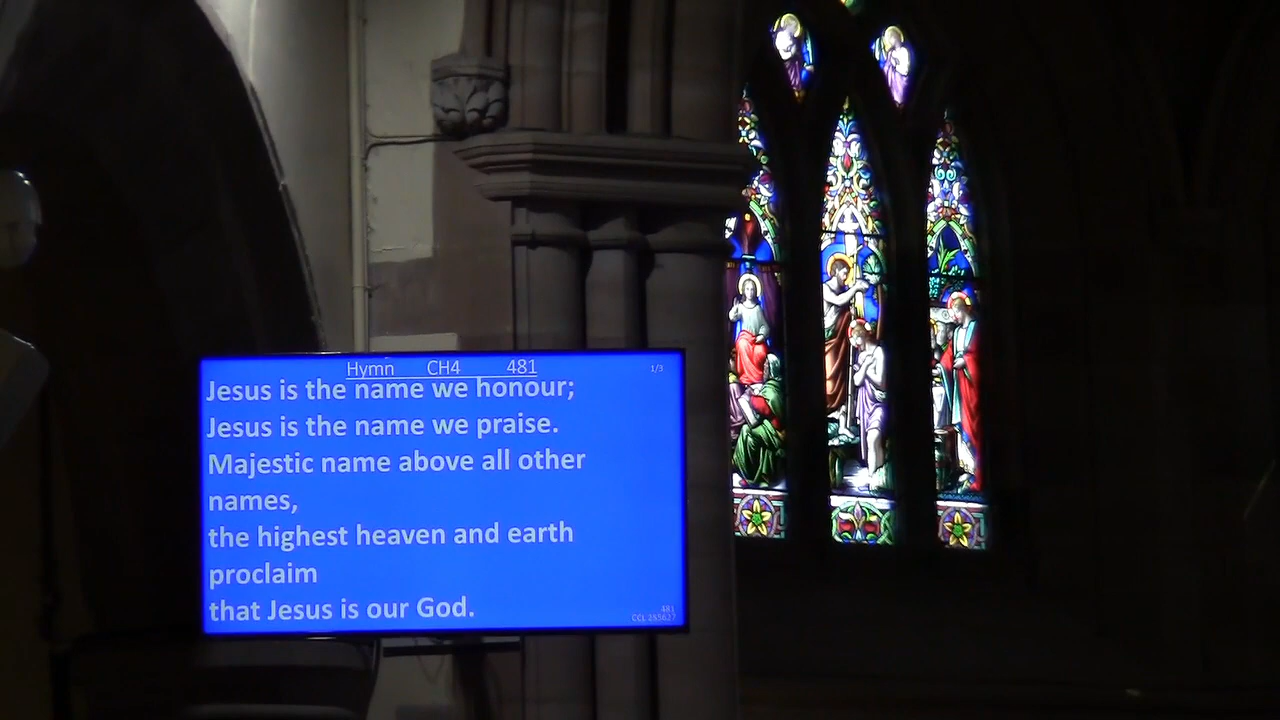 Hymn CH4 481
1/3
Jesus is the name we honour;
Jesus is the name we praise.
Majestic name above all other
names,
the highest heaven and earth
proclaim
that Jesus is our God.
481